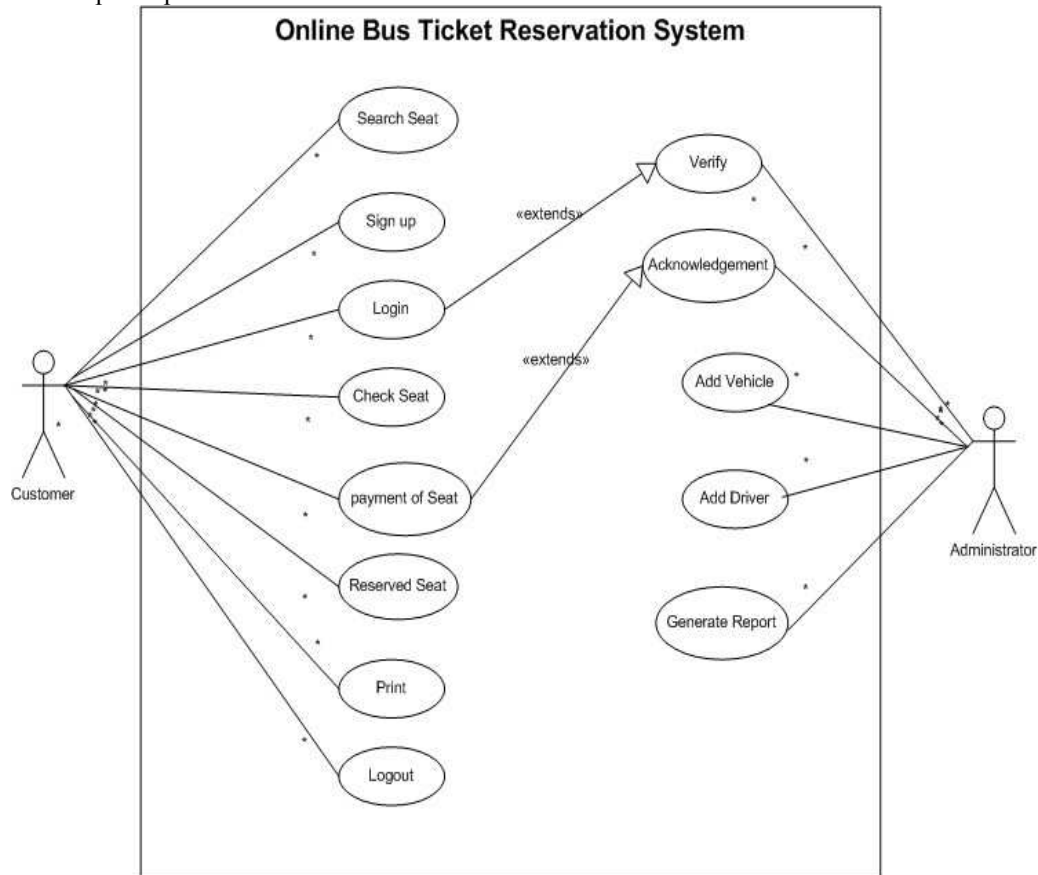 Online Bus Ticket Reservation System
Search Seat
Verify
Sign up
«extends»
Acknowledgement
Login
«extends»
Check Seat
Add Vehicle
Customer
payment of Seat
Add Driver
Administrator
Reserved Seat
Generate Report
Print
Logout